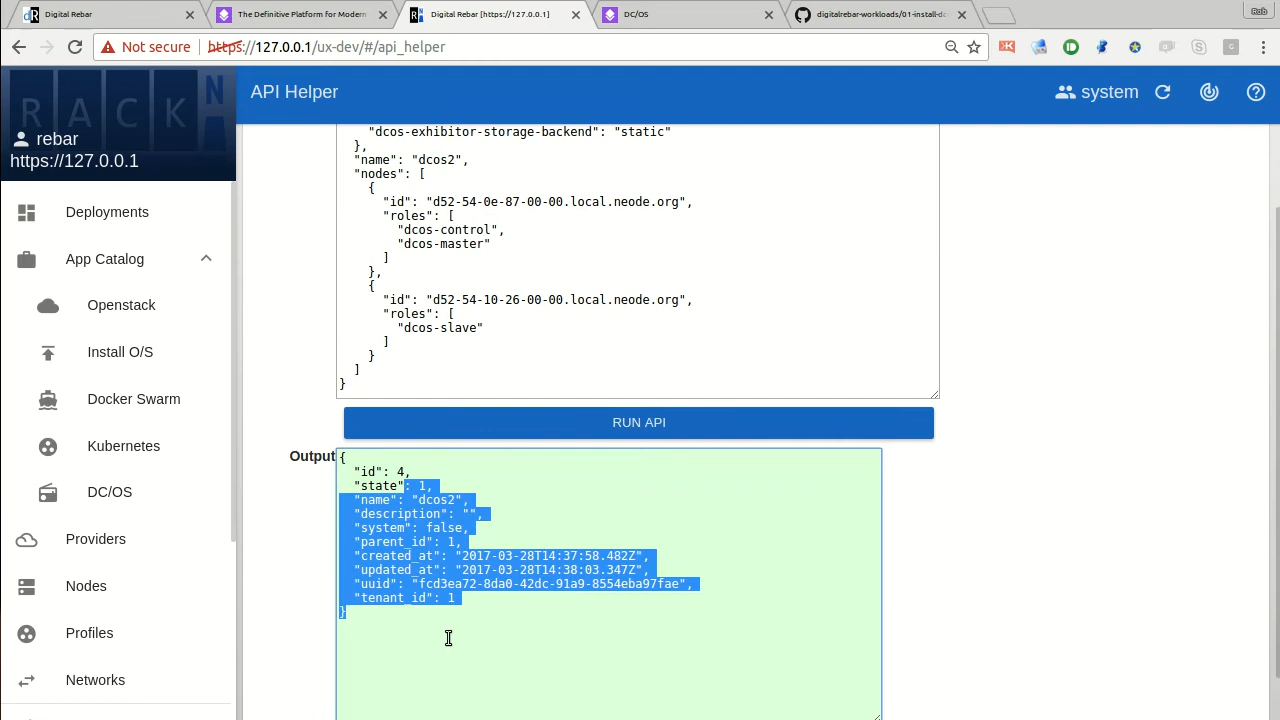 Digital Rebar
The Definitive Platform for Modern
Digital Rebar [https://127.0.0.1]
DC/OS
digitalrebar-workloads/01-install-dc
Rob
Not secure
https://127.0.0.1/ux-dev/#/api_helper
RACKN
rebar
https://127.0.0.1
API Helper
system
Deployments
App Catalog
Openstack
Install O/S
Docker Swarm
Kubernetes
DC/OS
Providers
Nodes
Profiles
Networks
"dcos-exhibitor-storage-backend": "static"
},
"name": "dcos2",
"nodes": [
{
"id": "d52-54-0e-87-00-00.local.neode.org",
"roles": [
"dcos-control",
"dcos-master"
]
},
{
"id": "d52-54-10-26-00-00.local.neode.org",
"roles": [
"dcos-slave"
]
}
]
}
RUN API
Output
{
"id": 4,
"state": 1,
"name": "dcos2",
"description": "",
"system": false,
"parent_id": 1,
"created_at": "2017-03-28T14:37:58.482Z",
"updated_at": "2017-03-28T14:38:03.347Z",
"uuid": "fcd3ea72-8da0-42dc-91a9-8554eba97fae",
"tenant_id": 1
}